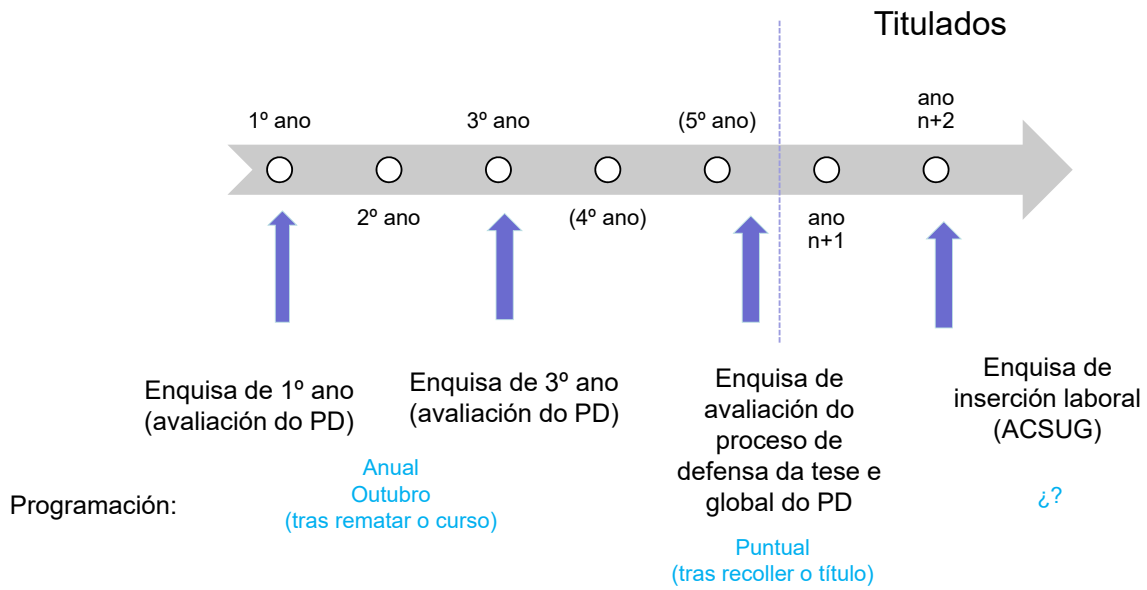 Titulados
1º ano
3º ano
(5º ano)
ano
n+2
2º ano
(4º ano)
ano
n+1
Enquisa de 1º ano
(avaliación do PD)
Enquisa de 3º ano
(avaliación do PD)
Enquisa de
avaliación do
proceso de
defensa da tese e
global do PD
Enquisa de
inserción laboral
(ACSUG)
Programación:
Anual
Outubro
(tras rematar o curso)
Puntual
(tras recoller o título)
¿?